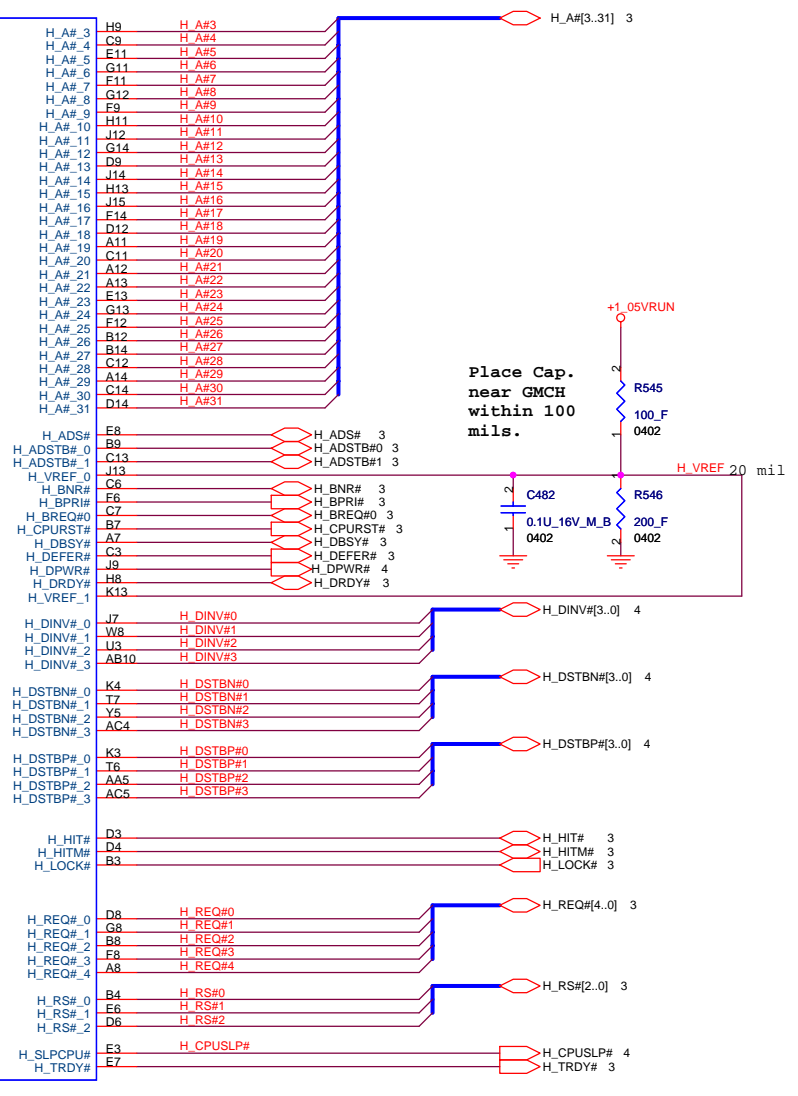 H_A#_3 H9 H_A#3 H_A#[3..31] 3
H_A#_4 C9 H_A#4
H_A#_5 E11 H_A#5
H_A#_6 G11 H_A#6
H_A#_7 F11 H_A#7
H_A#_8 G12 H_A#8
H_A#_9 F9 H_A#9
H_A#_10 H11 H_A#10
H_A#_11 J12 H_A#11
H_A#_12 G14 H_A#12
H_A#_13 D9 H_A#13
H_A#_14 J14 H_A#14
H_A#_15 H13 H_A#15
H_A#_16 J15 H_A#16
H_A#_17 F14 H_A#17
H_A#_18 D12 H_A#18
H_A#_19 A11 H_A#19
H_A#_20 C11 H_A#20
H_A#_21 A12 H_A#21
H_A#_22 A13 H_A#22
H_A#_23 E13 H_A#23
H_A#_24 G13 H_A#24
H_A#_25 F12 H_A#25
H_A#_26 B12 H_A#26
H_A#_27 B14 H_A#27
H_A#_28 C12 H_A#28
H_A#_29 A14 H_A#29
H_A#_30 C14 H_A#30
H_A#_31 D14 H_A#31
+1_05VRUN
Place Cap.
near GMCH
within 100
mils.
2
R545
100_F
1 0402
H_ADS# E8 H_ADS# 3
H_ADSTB#_0 B9 H_ADSTB#0 3
H_ADSTB#_1 C13 H_ADSTB#1 3
H_VREF_0 J13 H_VREF 20 mil
H_BNR# C6 H_BNR# 3
H_BPRI# F6 H_BPRI# 3
H_BREQ#0 C7 H_BREQ#0 3
H_CPURST# B7 H_CPURST# 3
H_DBSY# A7 H_DBSY# 3
H_DEFER# C3 H_DEFER# 3
H_DPWR# J9 H_DPWR# 4
H_DRDY# H8 H_DRDY# 3
H_VREF_1 K13
2 C482
1 0.1U_16V_M_B
0402
1 R546
200_F
2 0402
H_DINV#_0 J7 H_DINV#0 H_DINV#[3..0] 4
H_DINV#_1 W8 H_DINV#1
H_DINV#_2 U3 H_DINV#2
H_DINV#_3 AB10 H_DINV#3
H_DSTBN#_0 K4 H_DSTBN#0 H_DSTBN#[3..0] 4
H_DSTBN#_1 T7 H_DSTBN#1
H_DSTBN#_2 Y5 H_DSTBN#2
H_DSTBN#_3 AC4 H_DSTBN#3
H_DSTBP#_0 K3 H_DSTBP#0 H_DSTBP#[3..0] 4
H_DSTBP#_1 T6 H_DSTBP#1
H_DSTBP#_2 AA5 H_DSTBP#2
H_DSTBP#_3 AC5 H_DSTBP#3
H_HIT# D3 H_HIT# 3
H_HITM# D4 H_HITM# 3
H_LOCK# B3 H_LOCK# 3
H_REQ#_0 D8 H_REQ#0 H_REQ#[4..0] 3
H_REQ#_1 G8 H_REQ#1
H_REQ#_2 B8 H_REQ#2
H_REQ#_3 F8 H_REQ#3
H_REQ#_4 A8 H_REQ#4
H_RS#_0 B4 H_RS#0 H_RS#[2..0] 3
H_RS#_1 E6 H_RS#1
H_RS#_2 D6 H_RS#2
H_SLPCPU# E3 H_CPUSLP# H_CPUSLP# 4
H_TRDY# E7 H_TRDY# 3